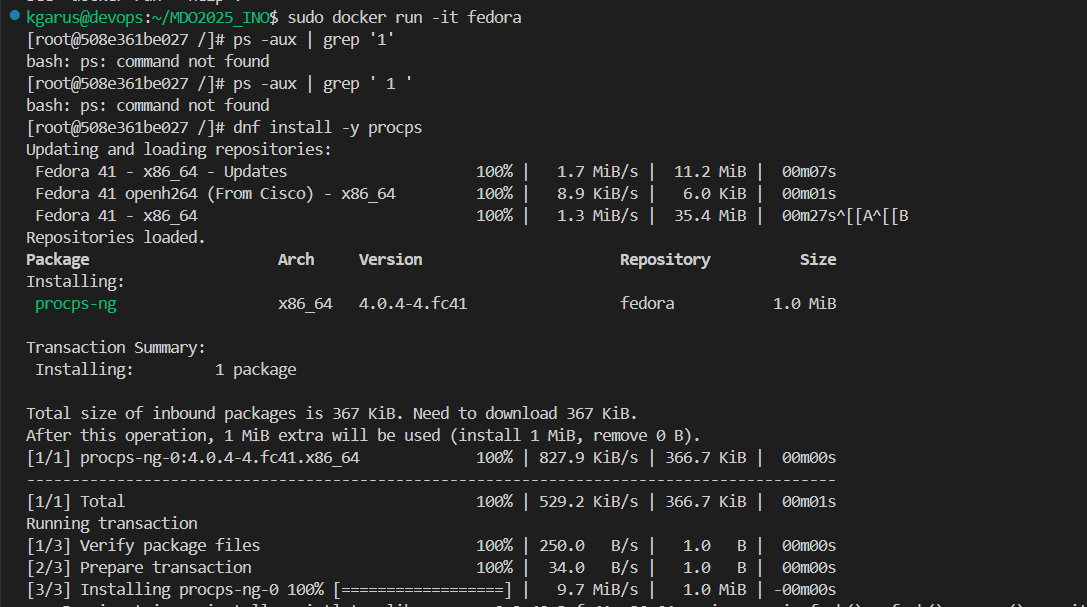 kgarus@devops:~/MDO2025_INO$ sudo docker run -it fedora
[root@508e361be027 /]# ps -aux | grep '1'
bash: ps: command not found
[root@508e361be027 /]# ps -aux | grep ' 1 '
bash: ps: command not found
[root@508e361be027 /]# dnf install -y procps
Updating and loading repositories:
Fedora 41 - x86_64 - Updates 100% | 1.7 MiB/s | 11.2 MiB | 00m07s
Fedora 41 openh264 (From Cisco) - x86_64 100% | 8.9 KiB/s | 6.0 KiB | 00m01s
Fedora 41 - x86_64 100% | 1.3 MiB/s | 35.4 MiB | 00m27s^[[A^[[B
Repositories loaded.
Package Arch Version Repository Size
Installing:
procps-ng x86_64 4.0.4-4.fc41 fedora 1.0 MiB
Transaction Summary:
Installing: 1 package
Total size of inbound packages is 367 KiB. Need to download 367 KiB.
After this operation, 1 MiB extra will be used (install 1 MiB, remove 0 B).
[1/1] procps-ng-0:4.0.4-4.fc41.x86_64 100% | 827.9 KiB/s | 366.7 KiB | 00m00s
--------------------------------------------------------------------------------
[1/1] Total 100% | 529.2 KiB/s | 366.7 KiB | 00m01s
Running transaction
[1/3] Verify package files 100% | 250.0 B/s | 1.0 B | 00m00s
[2/3] Prepare transaction 100% | 34.0 B/s | 1.0 B | 00m00s
[3/3] Installing procps-ng-0 100% [==================] | 9.7 MiB/s | 1.0 MiB | -00m00s